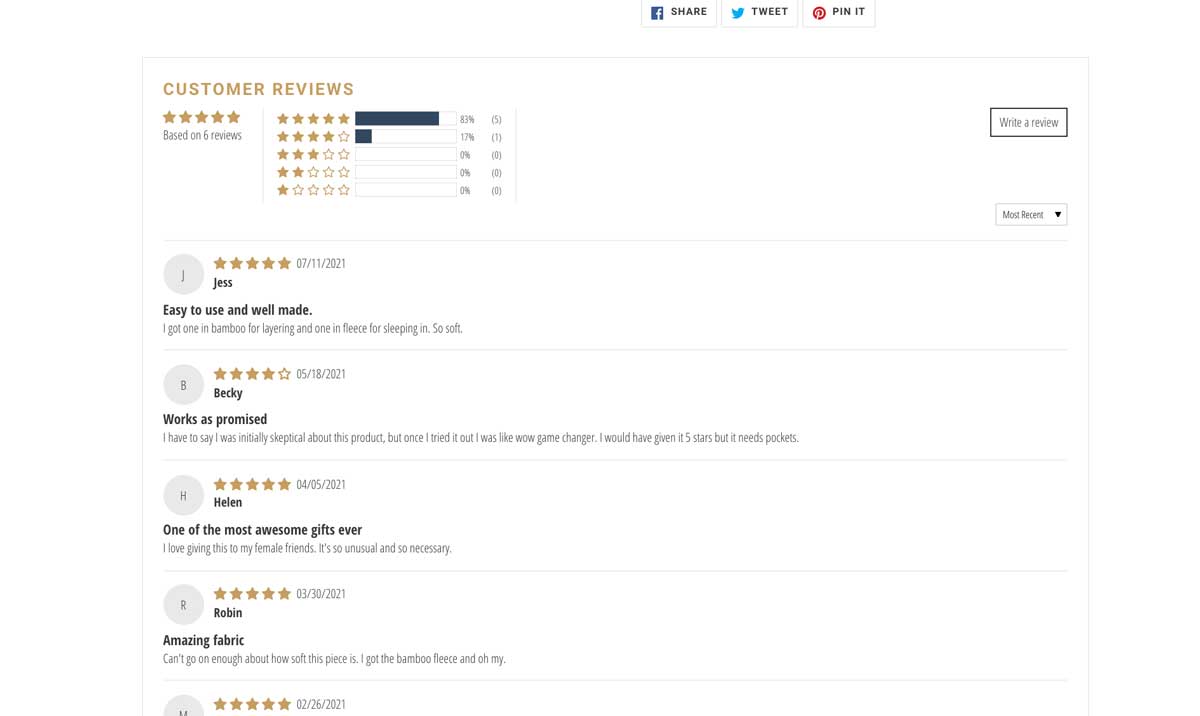 SHARE TWEET PIN IT
CUSTOMER REVIEWS
Based on 6 reviews
83% (5)
17% (1)
0% (0)
0% (0)
0% (0)
Write a review
Most Recent
J
07/11/2021
Jess
Easy to use and well made.
I got one in bamboo for layering and one in fleece for sleeping in. So soft.
B
05/18/2021
Becky
Works as promised
I have to say I was initially skeptical about this product, but once I tried it out I was like wow game changer. I would have given it 5 stars but it needs pockets.
H
04/05/2021
Helen
One of the most awesome gifts ever
I love giving this to my female friends. It's so unusual and so necessary.
R
03/30/2021
Robin
Amazing fabric
Can't go on enough about how soft this piece is. I got the bamboo fleece and oh my.
M
02/26/2021